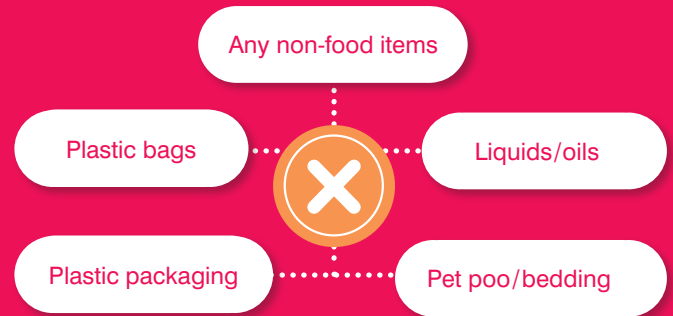 Any non-food items
Plastic bags
Liquids/oils
Plastic packaging
Pet poo/bedding